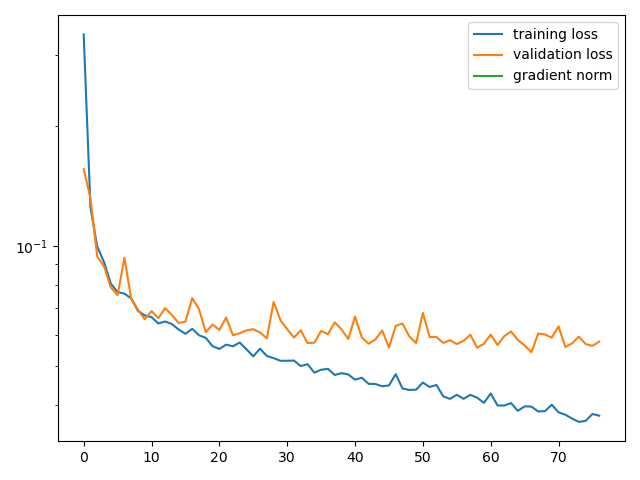 training loss
validation loss
gradient norm
10⁻¹
0 10 20 30 40 50 60 70